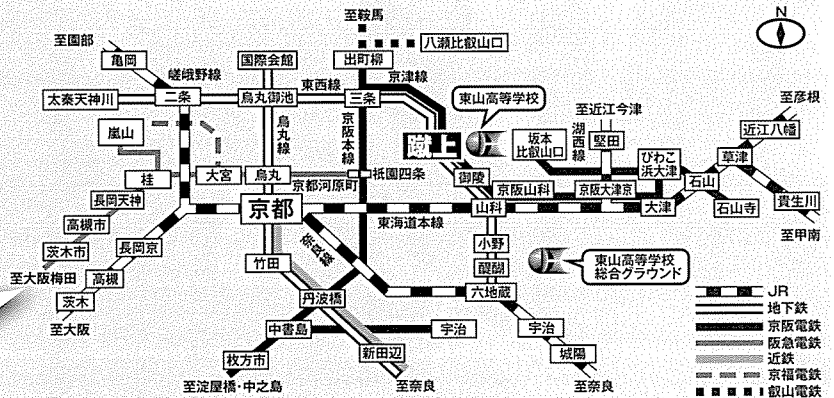 至鞍馬
N
八瀬比叡山口
至園部
亀岡
嵯峨野線
国際会館
出町柳
京津線
東西線
太秦天神川
二条
烏丸御池
三条
東山高等学校
至近江今津
至彦根
近江八幡
嵐山
烏丸線
京阪本線
蹴上
坂本
比叡山口
湖西線
堅田
びわこ
浜大津
草津
桂
大宮
烏丸
祇園四条
京都河原町
御陵
京阪山科
京阪大津京
石山
長岡天神
京都
東海道本線
山科
大津
石山寺
貴生川
高槻市
至甲南
茨木市
長岡京
奈良線
小野
東山高等学校
総合グラウンド
至大阪梅田
高槻
竹田
醍醐
茨木
丹波橋
六地蔵
至大阪
中書島
宇治
宇治
枚方市
新田辺
城陽
至淀屋橋・中之島
至奈良
至奈良
JR
地下鉄
京阪電鉄
阪急電鉄
近鉄
京福電鉄
叡山電鉄